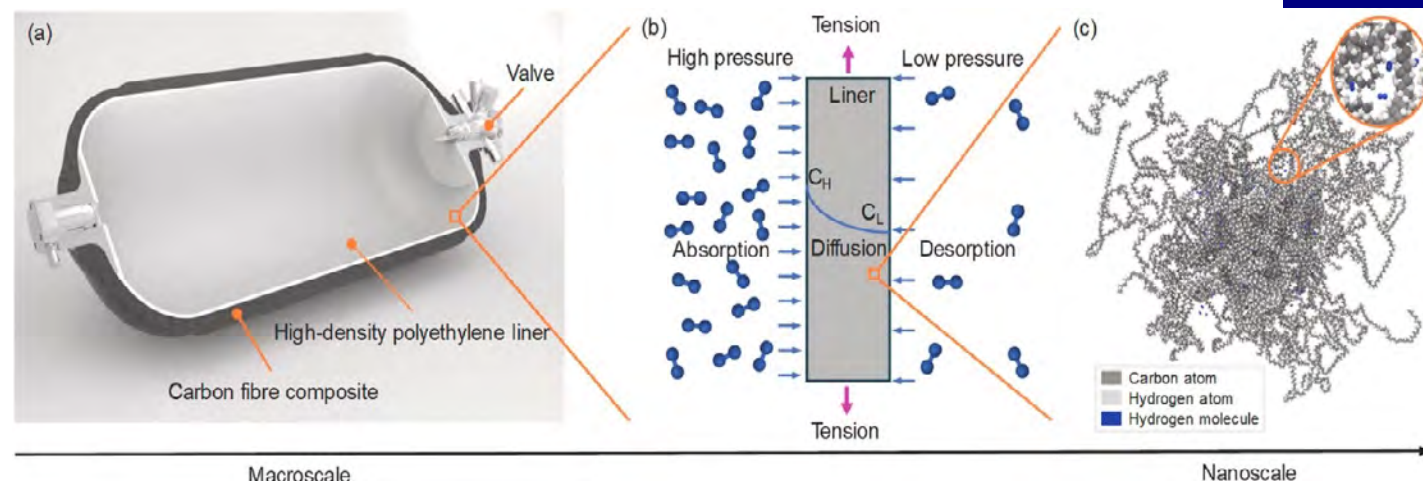 (a)
Valve
High-density polyethylene liner
Carbon fibre composite
(b)
Tension
High pressure
Low pressure
Liner
C_H
C_L
Absorption
Diffusion
Desorption
Tension
(c)
Carbon atom
Hydrogen atom
Hydrogen molecule
Macroscale
Nanoscale